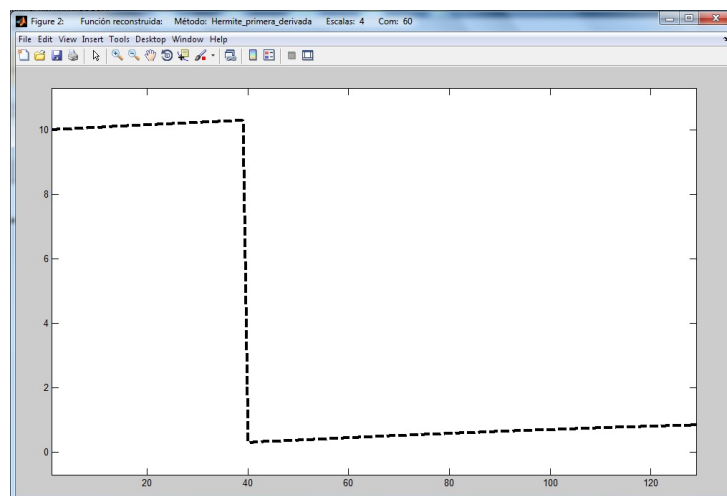 Figure 2: Función reconstruida: Método: Hermite_primera_derivada Escalas: 4 Com: 60
File Edit View Insert Tools Desktop Window Help
10
8
6
4
2
0
20 40 60 80 100 120